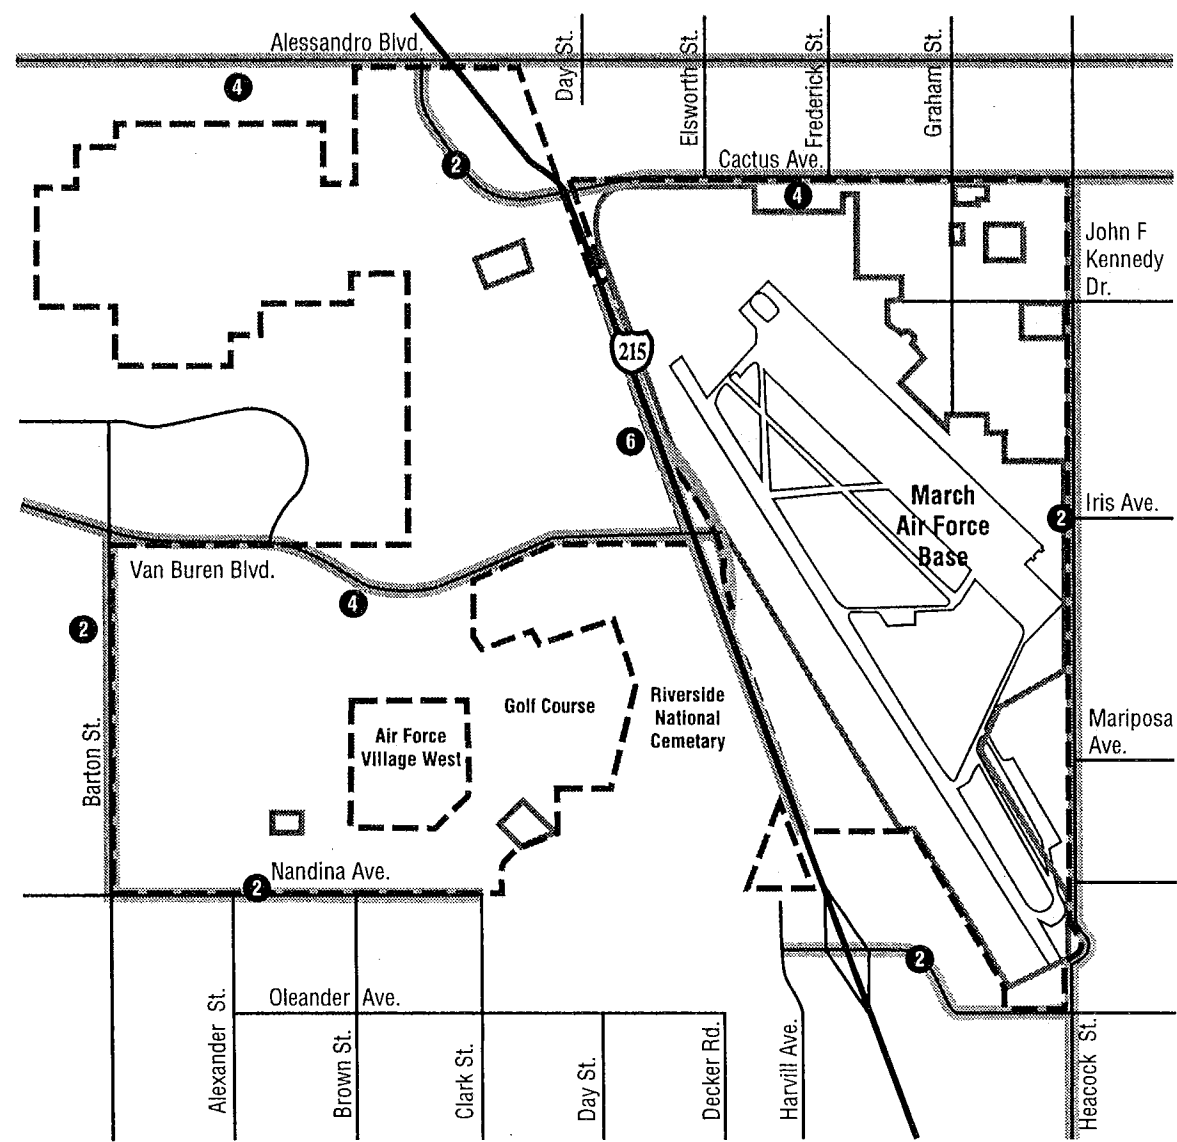 Alessandro Blvd.
Day St.
Elsworth St.
Frederick St.
Graham St.
4
2
Cactus Ave.
4
John F
Kennedy
Dr.
215
6
March
Air Force
Base
Iris Ave.
2
Van Buren Blvd.
4
2
Golf Course
Riverside
National
Cemetary
Air Force
Village West
Mariposa
Ave.
Barton St.
Nandina Ave.
2
2
Oleander Ave.
Alexander St.
Brown St.
Clark St.
Day St.
Decker Rd.
Harvill Ave.
Heacock St.